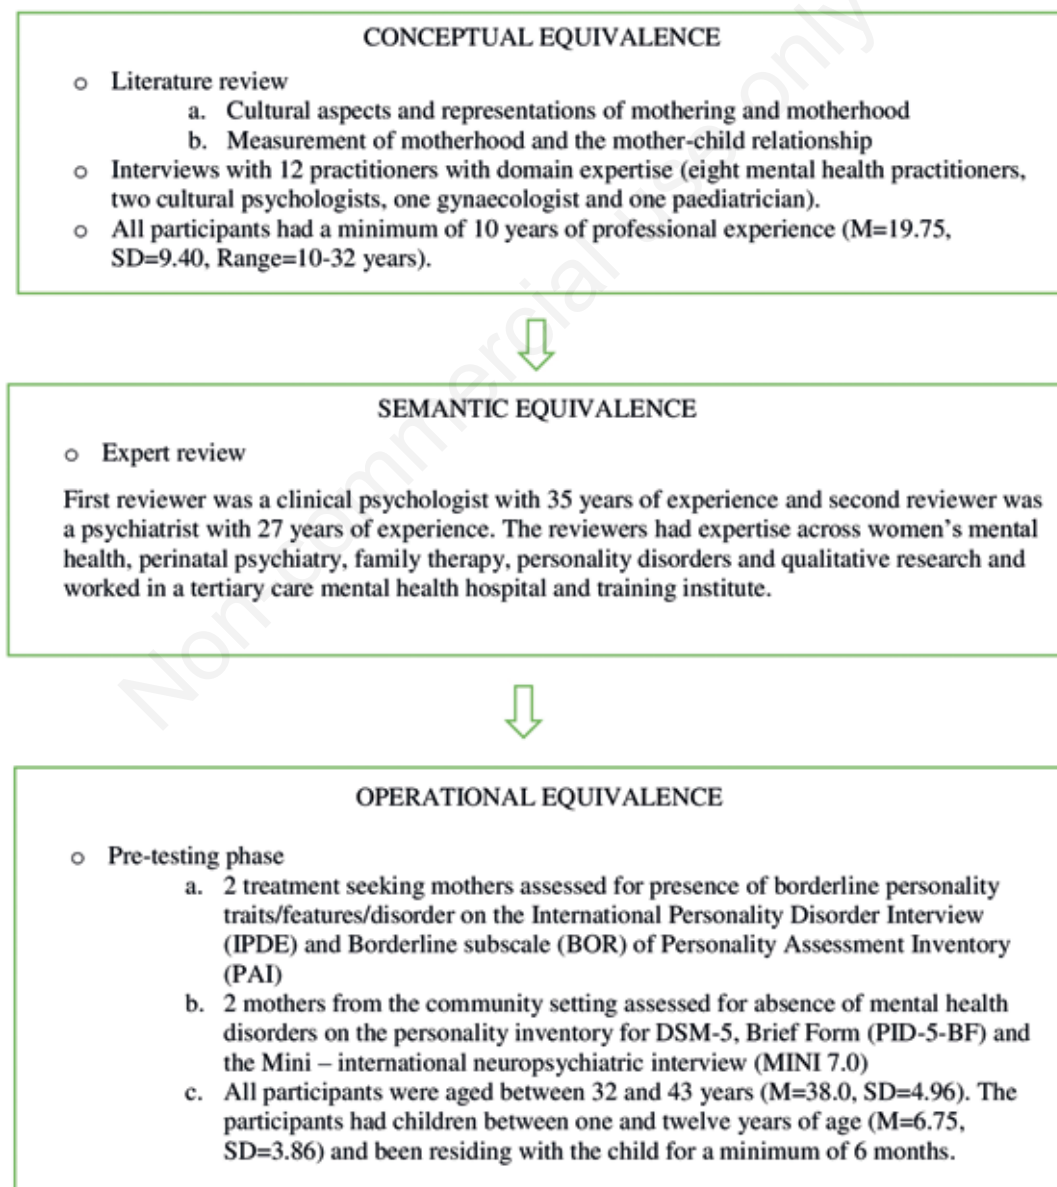 CONCEPTUAL EQUIVALENCE
o Literature review
a. Cultural aspects and representations of mothering and motherhood
b. Measurement of motherhood and the mother-child relationship
o Interviews with 12 practitioners with domain expertise (eight mental health practitioners,
two cultural psychologists, one gynaecologist and one paediatrician).
o All participants had a minimum of 10 years of professional experience (M=19.75,
SD=9.40, Range=10-32 years).
SEMANTIC EQUIVALENCE
o Expert review
First reviewer was a clinical psychologist with 35 years of experience and second reviewer was
a psychiatrist with 27 years of experience. The reviewers had expertise across women's mental
health, perinatal psychiatry, family therapy, personality disorders and qualitative research and
worked in a tertiary care mental health hospital and training institute.
OPERATIONAL EQUIVALENCE
o Pre-testing phase
a. 2 treatment seeking mothers assessed for presence of borderline personality
traits/features/disorder on the International Personality Disorder Interview
(IPDE) and Borderline subscale (BOR) of Personality Assessment Inventory
(PAI)
b. 2 mothers from the community setting assessed for absence of mental health
disorders on the personality inventory for DSM-5, Brief Form (PID-5-BF) and
the Mini – international neuropsychiatric interview (MINI 7.0)
c. All participants were aged between 32 and 43 years (M=38.0, SD=4.96). The
participants had children between one and twelve years of age (M=6.75,
SD=3.86) and been residing with the child for a minimum of 6 months.
Non-commercial use only